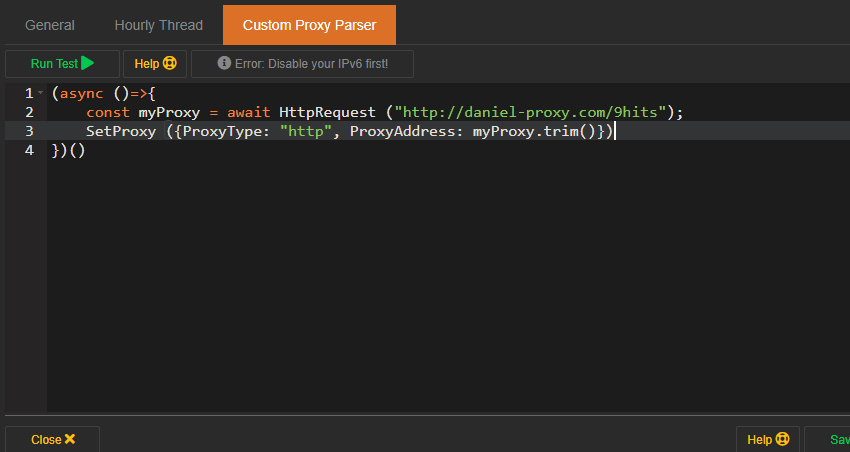 General Hourly Thread Custom Proxy Parser
Run Test Help Error: Disable your IPv6 first!
1 (async ()=>{
2 const myProxy = await HttpRequest ("http://daniel-proxy.com/9hits");
3 SetProxy ({ProxyType: "http", ProxyAddress: myProxy.trim()})
4 })()
Close Help Sav